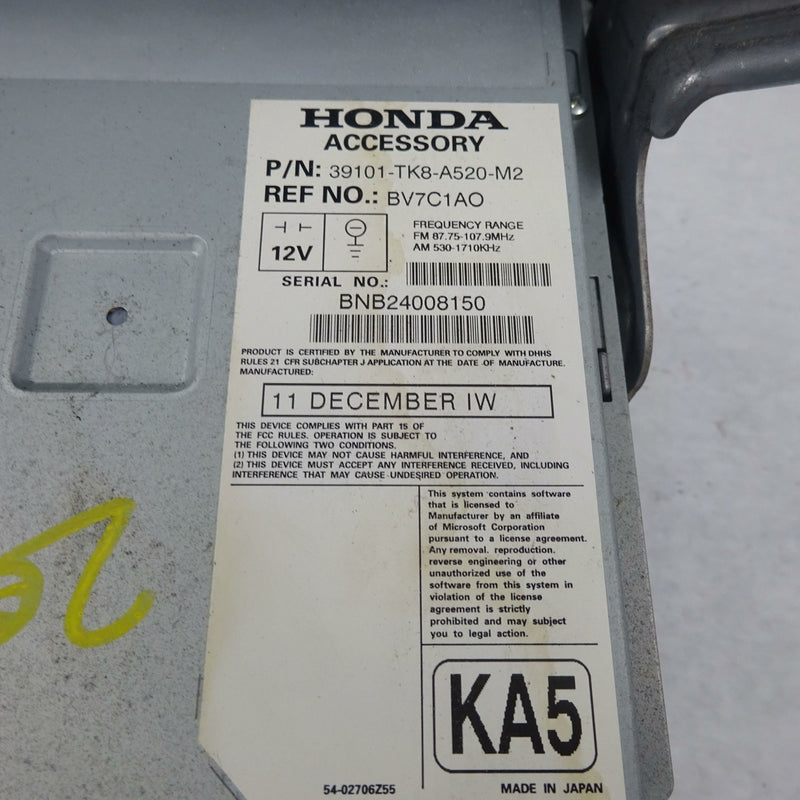 HONDA
ACCESSORY
P/N: 39101-TK8-A520-M2
REF NO.: BV7C1AO
12V
FREQUENCY RANGE
FM 87.75-107.9MHz
AM 530-1710KHz
SERIAL NO.:
BNB24008150
PRODUCT IS CERTIFIED BY THE MANUFACTURER TO COMPLY WITH DHHS
RULES 21 CFR SUBCHAPTER J APPLICATION AT THE DATE OF MANUFACTURE.
MANUFACTURED:
11 DECEMBER IW
THIS DEVICE COMPLIES WITH PART 15 OF
THE FCC RULES. OPERATION IS SUBJECT TO
THE FOLLOWING TWO CONDITIONS.
(1) THIS DEVICE MAY NOT CAUSE HARMFUL INTERFERENCE, AND
(2) THIS DEVICE MUST ACCEPT ANY INTERFERENCE RECEIVED, INCLUDING
INTERFERENCE THAT MAY CAUSE UNDESIRED OPERATION.
This system contains software
that is licensed to
Manufacturer by an affiliate
of Microsoft Corporation
pursuant to a license agreement.
Any removal. reproduction.
reverse engineering or other
unauthorized use of the
software from this system in
violation of the license
agreement is strictly
prohibited and may subject
you to legal action.
KA5
54-02706Z55
MADE IN JAPAN